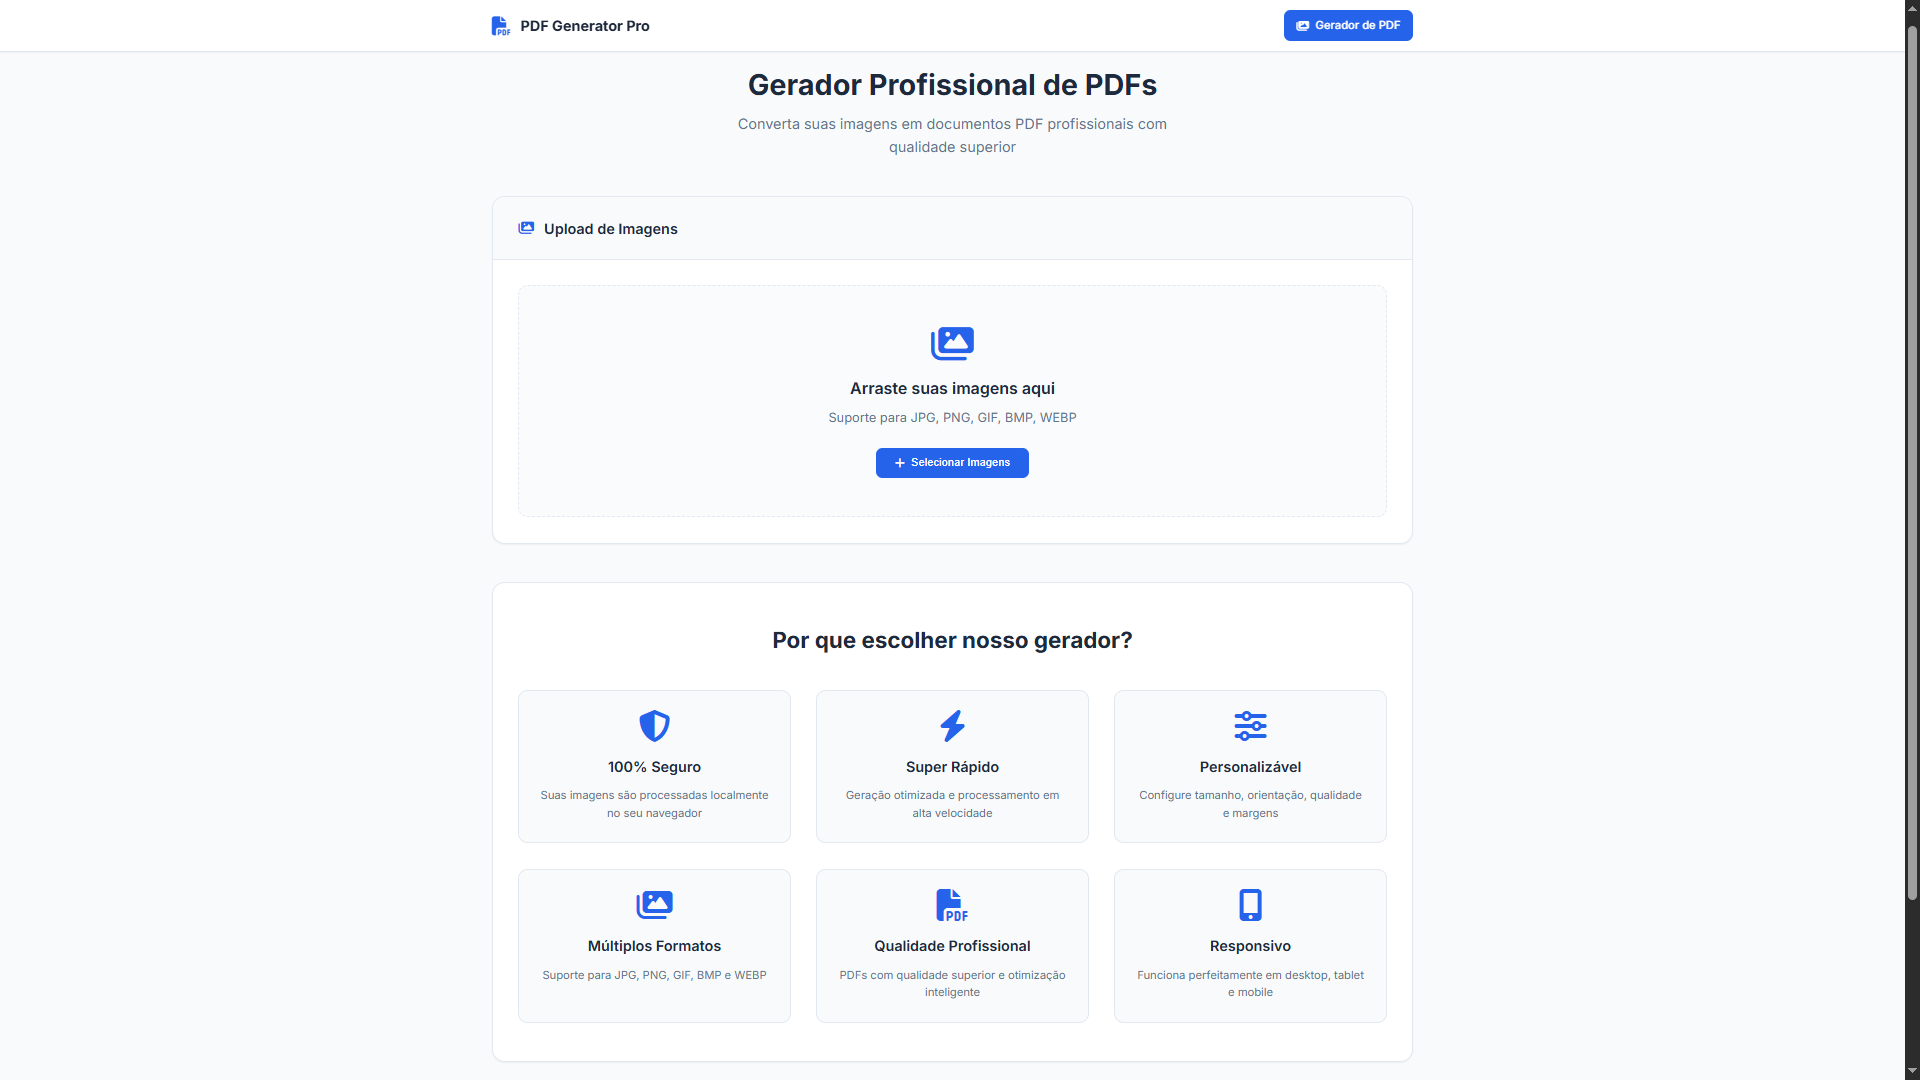 PDF Generator Pro
Gerador de PDF
Gerador Profissional de PDFs
Converta suas imagens em documentos PDF profissionais com
qualidade superior
Upload de Imagens
Arraste suas imagens aqui
Suporte para JPG, PNG, GIF, BMP, WEBP
Selecionar Imagens
Por que escolher nosso gerador?
100% Seguro
Suas imagens são processadas localmente
no seu navegador
Super Rápido
Geração otimizada e processamento em
alta velocidade
Personalizável
Configure tamanho, orientação, qualidade
e margens
Múltiplos Formatos
Suporte para JPG, PNG, GIF, BMP e WEBP
PDF
Qualidade Profissional
PDFs com qualidade superior e otimização
inteligente
Responsivo
Funciona perfeitamente em desktop, tablet
e mobile